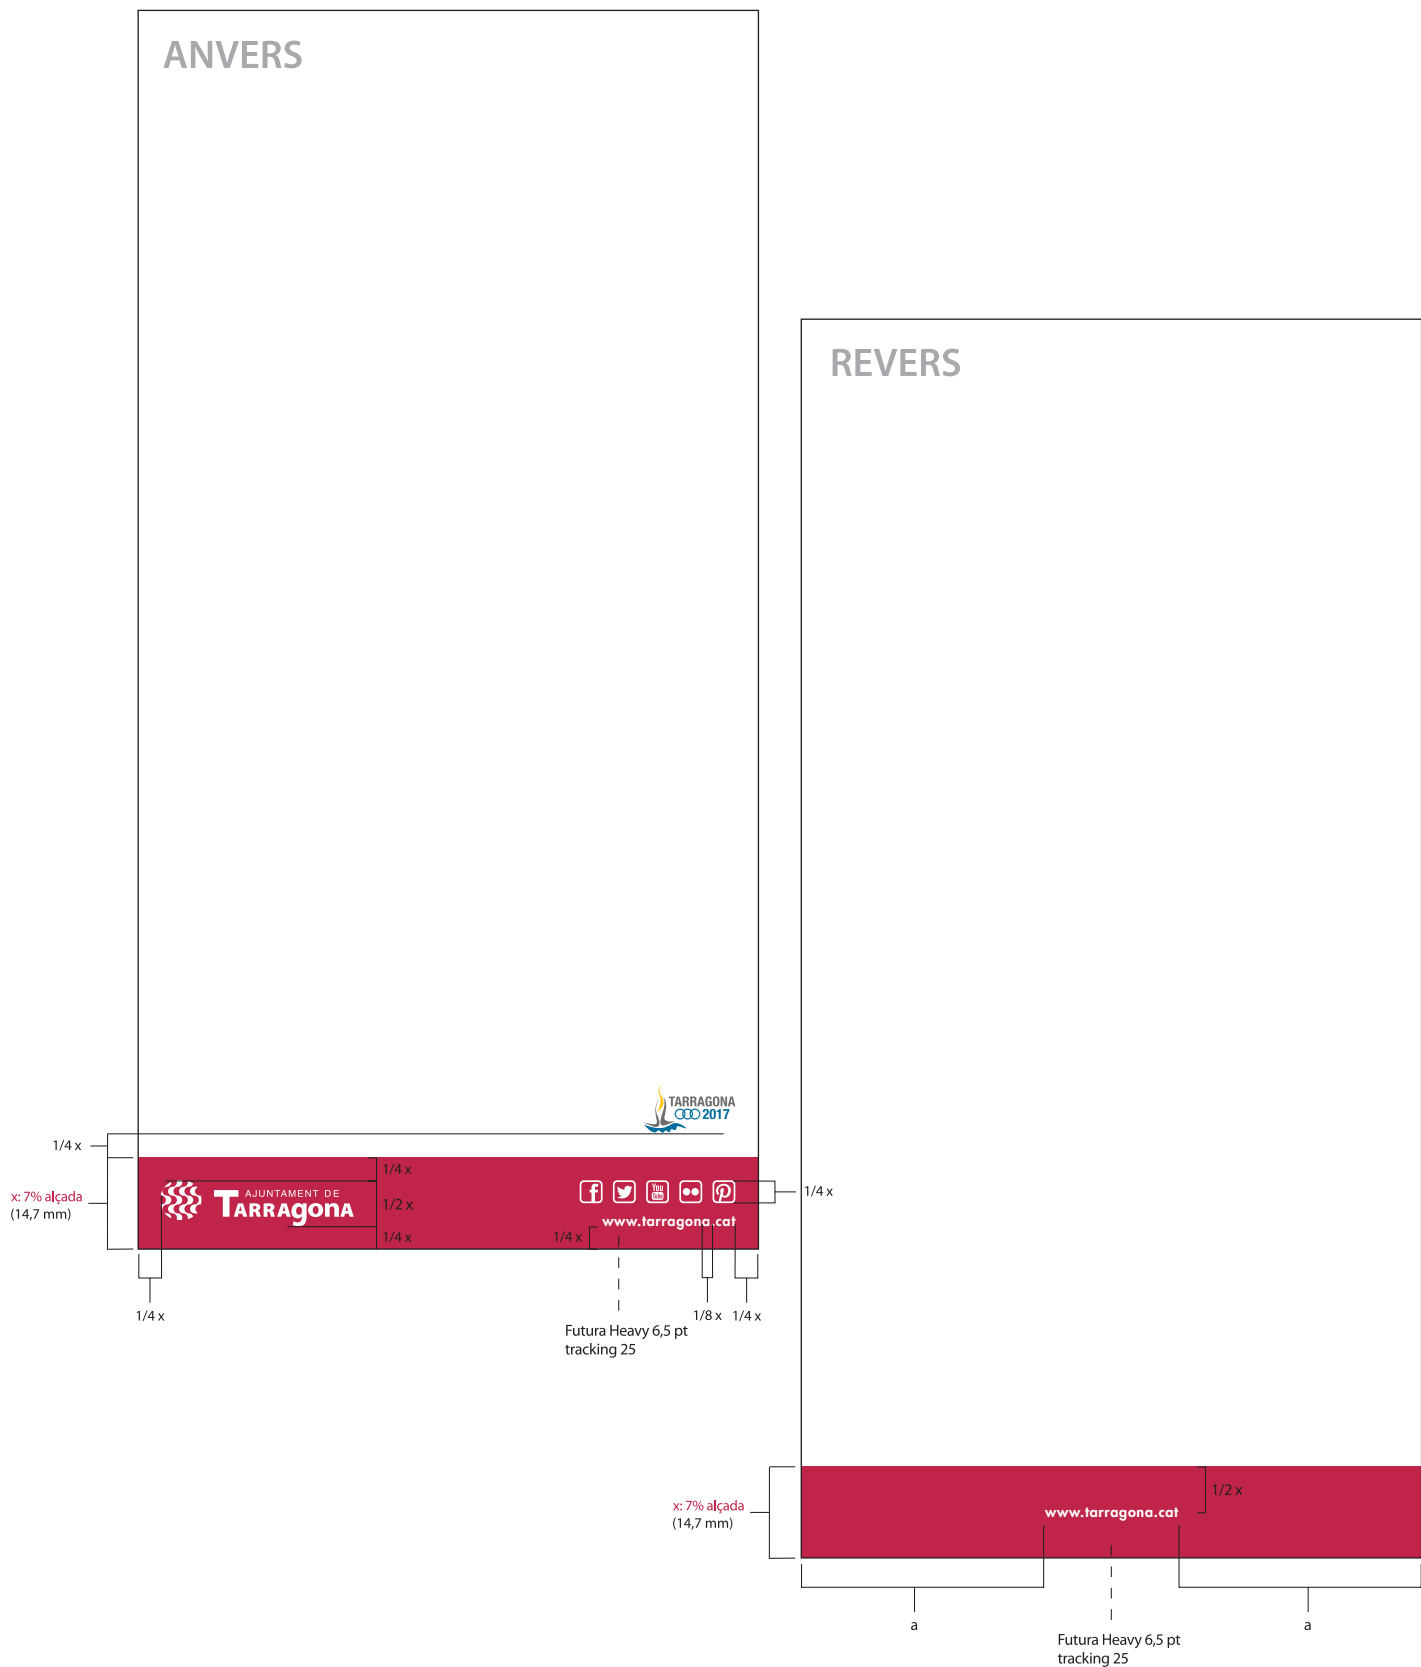 ANVERS
REVERS
TARRAGONA
2017
1/4 x
x: 7% alçada
(14,7 mm)
1/4 x
1/2 x
1/4 x
AJUNTAMENT DE
TARRAgonA
You
Tube
www.tarragona.cat
1/4 x
1/4 x
1/4 x
1/8 x
1/4 x
Futura Heavy 6,5 pt
tracking 25
x: 7% alçada
(14,7 mm)
1/2 x
www.tarragona.cat
a
a
Futura Heavy 6,5 pt
tracking 25